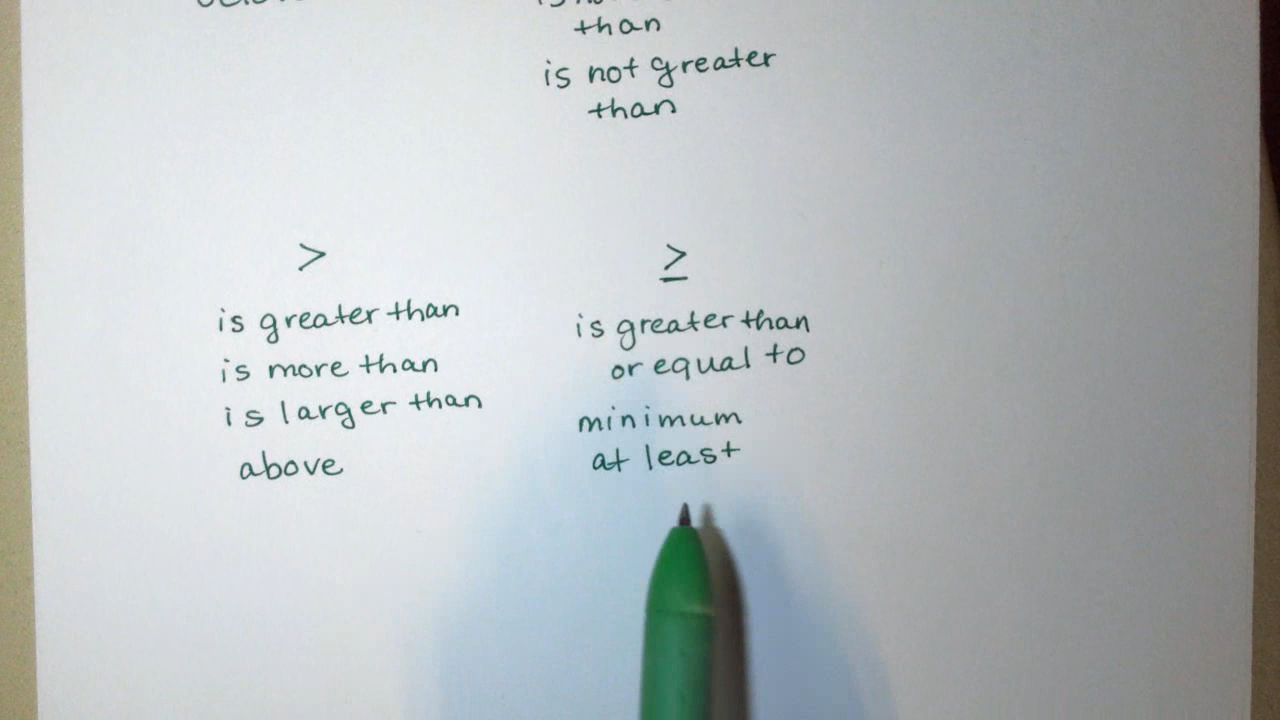 than
is not greater
than
>
is greater than
is more than
is larger than
above
≥
is greater than
or equal to
minimum
at least